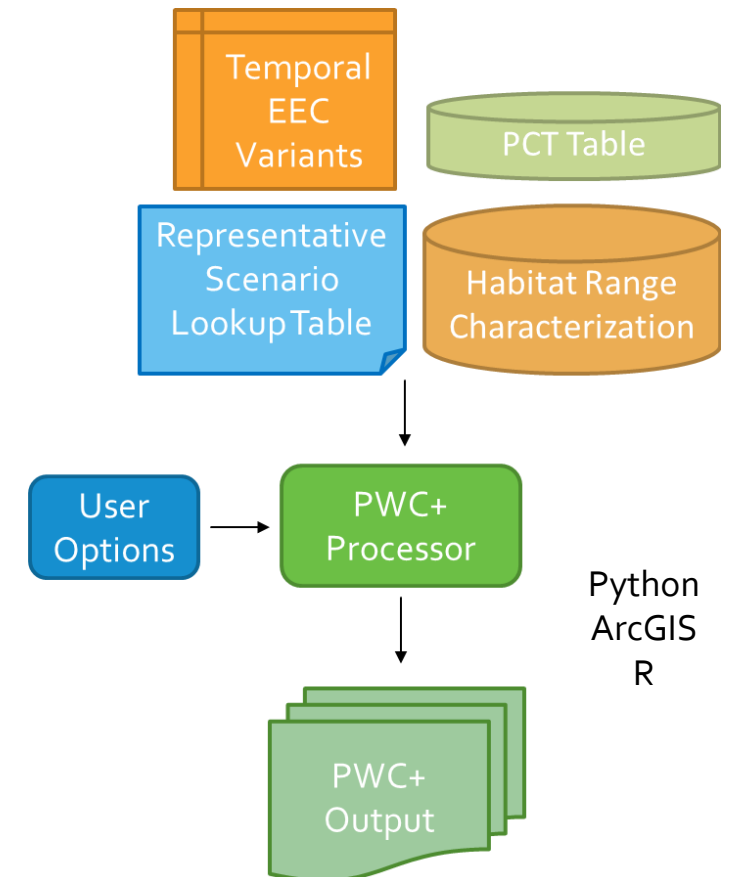 Temporal
EEC
Variants
PCT Table
Representative
Scenario
Lookup Table
Habitat Range
Characterization
User
Options
PWC+
Processor
Python
ArcGIS
R
PWC+
Output